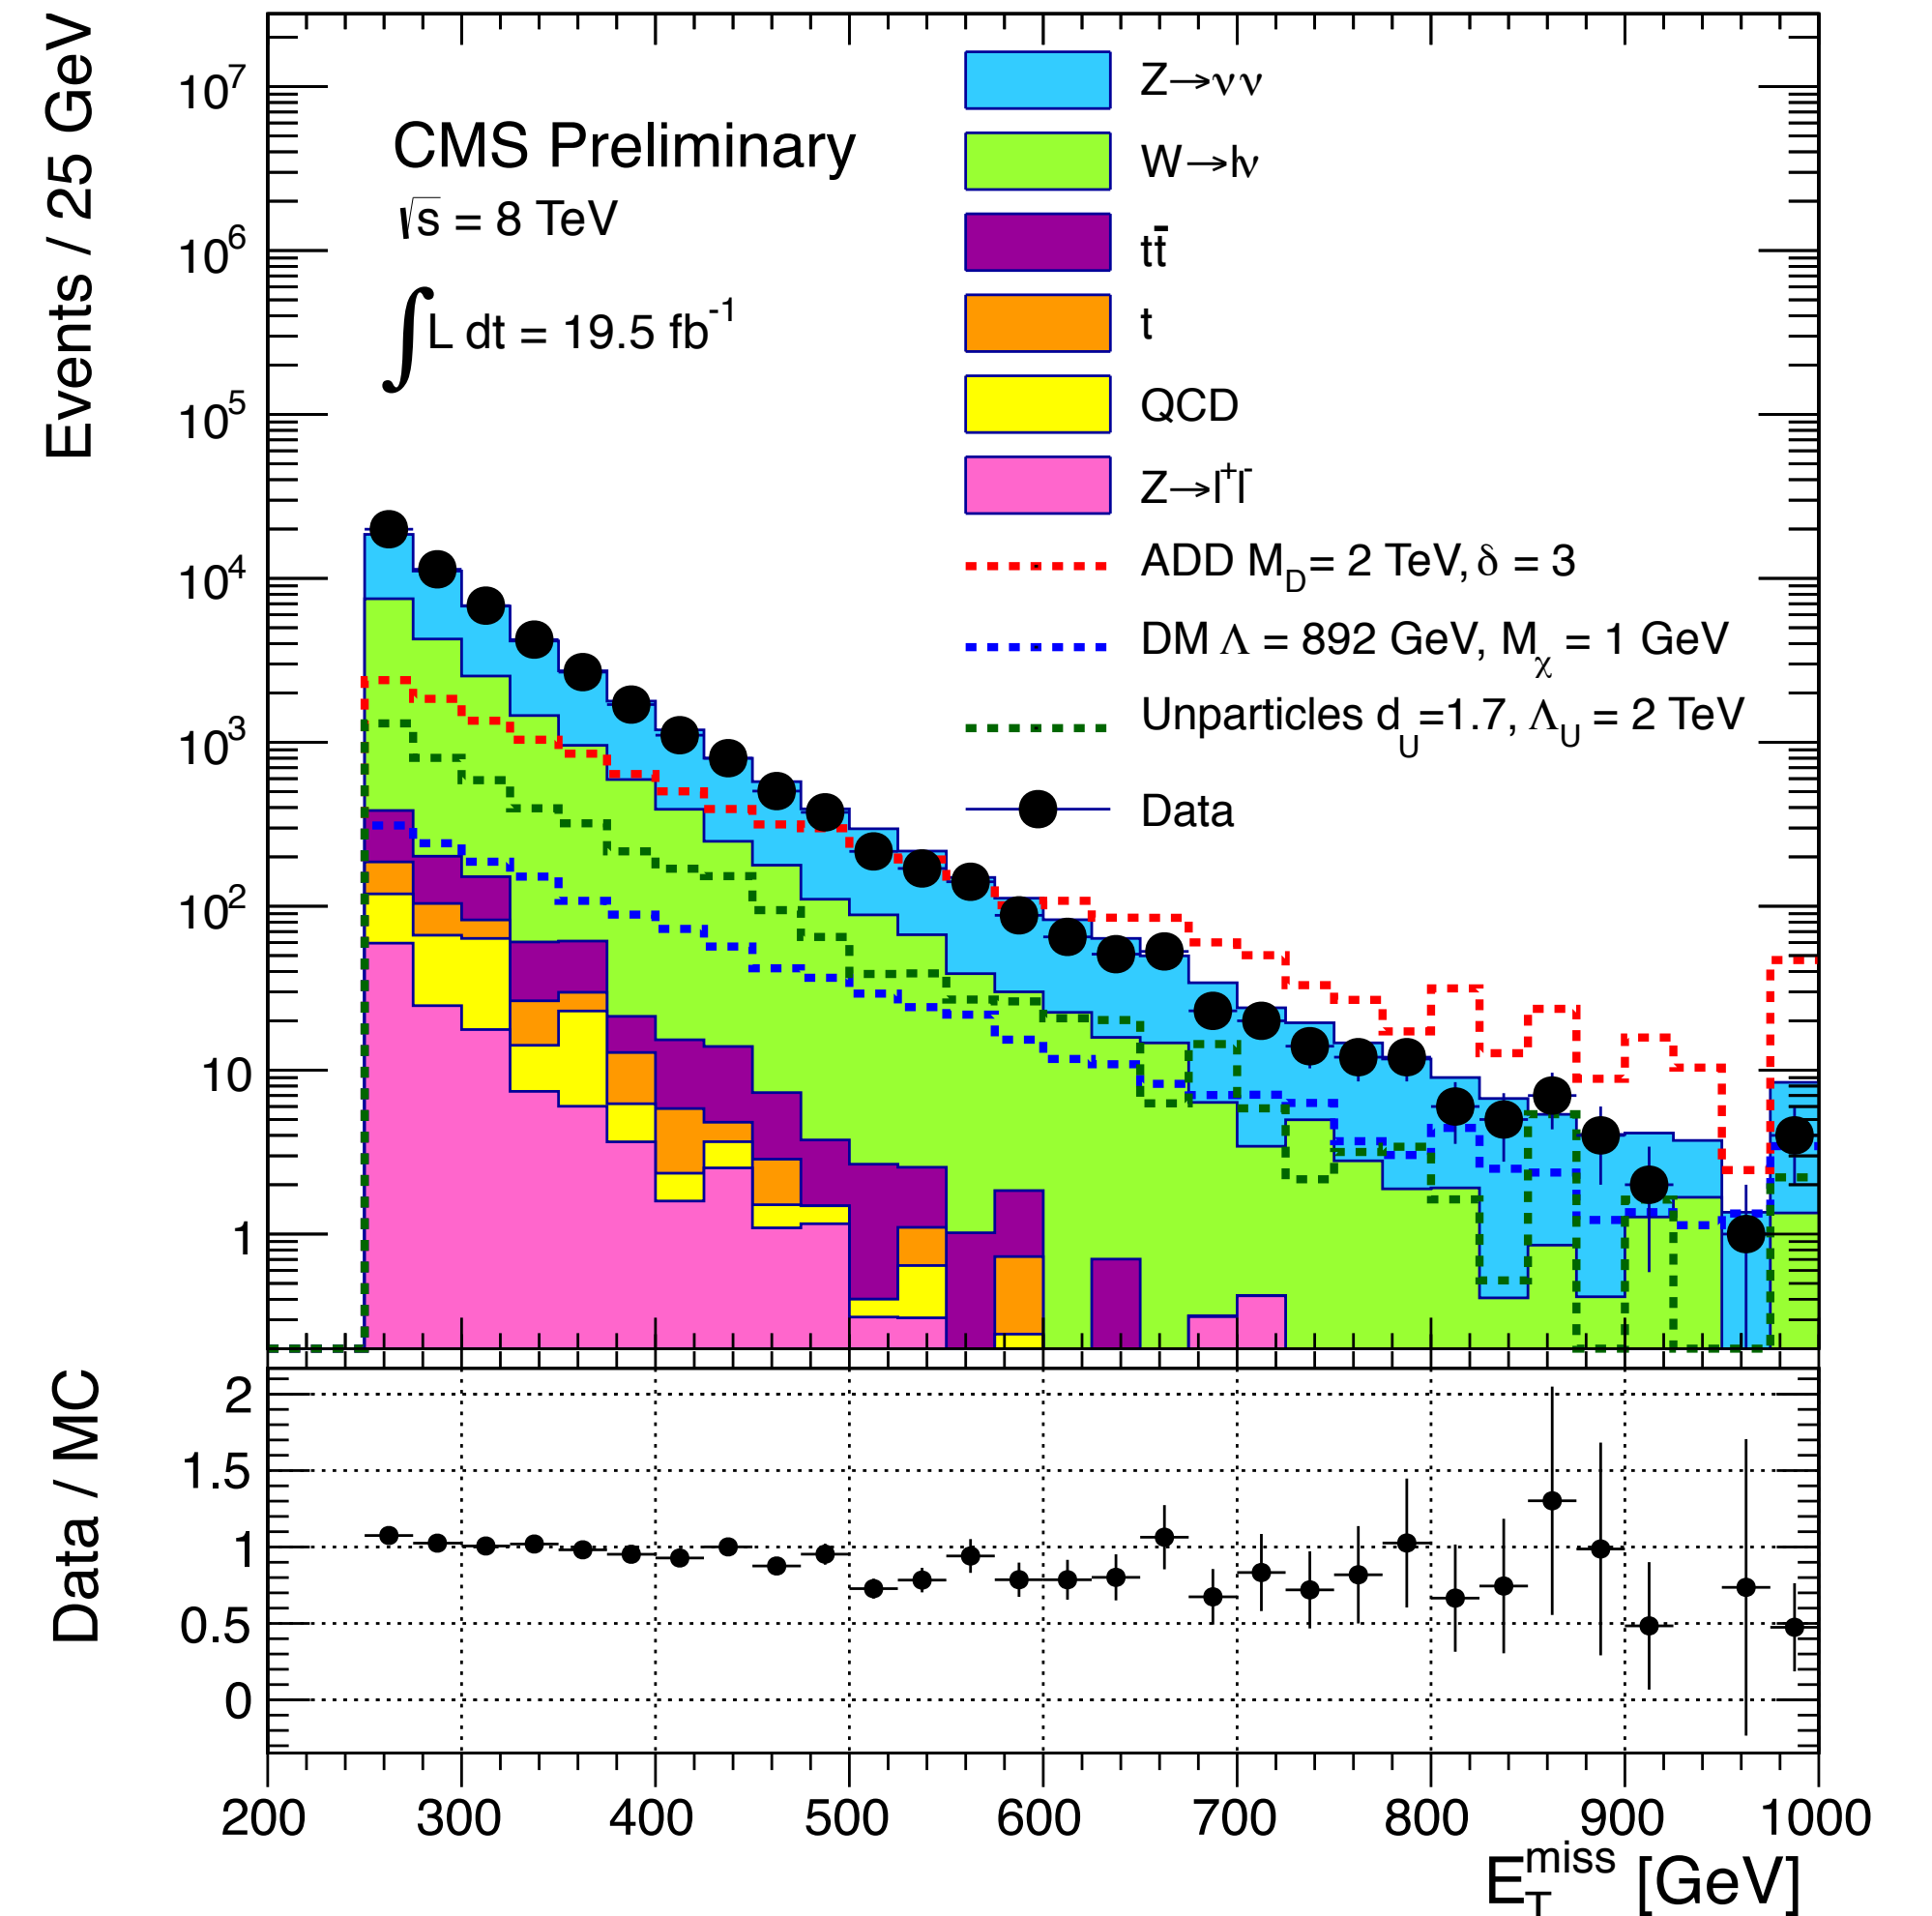 Events / 25 GeV
10⁷
10⁶
10⁵
10⁴
10³
10²
10
1
CMS Preliminary
√s = 8 TeV
∫L dt = 19.5 fb⁻¹
Z→νν
W→lν
tt̄
t
QCD
Z→l⁺l⁻
ADD M_D= 2 TeV, δ = 3
DM Λ = 892 GeV, M_χ = 1 GeV
Unparticles d_U=1.7, Λ_U = 2 TeV
Data
Data / MC
2
1.5
1
0.5
0
200 300 400 500 600 700 800 900 1000
E_T^miss [GeV]